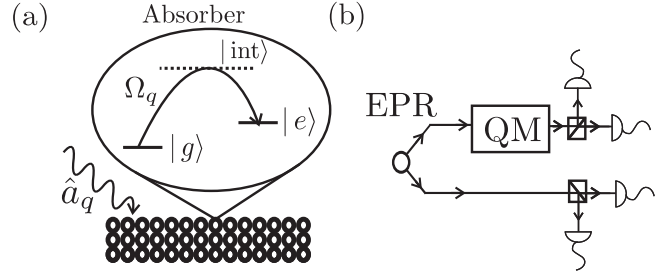 (a)
Absorber
| int⟩
Ω_q
| e⟩
| g⟩
â_q
(b)
EPR
QM